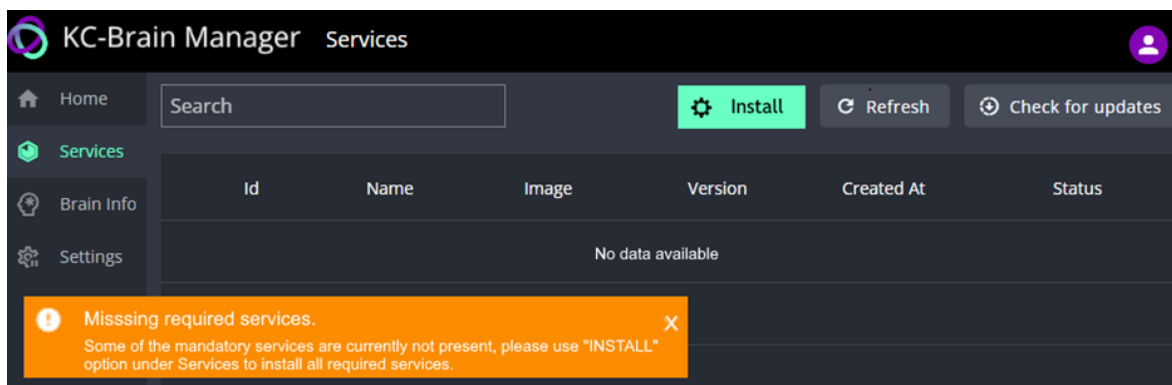 KC-Brain Manager Services
Home
Search
Install
Refresh
Check for updates
Services
Id Name Image Version Created At Status
Brain Info
No data available
Settings
Misssing required services.
X
Some of the mandatory services are currently not present, please use "INSTALL"
option under Services to install all required services.